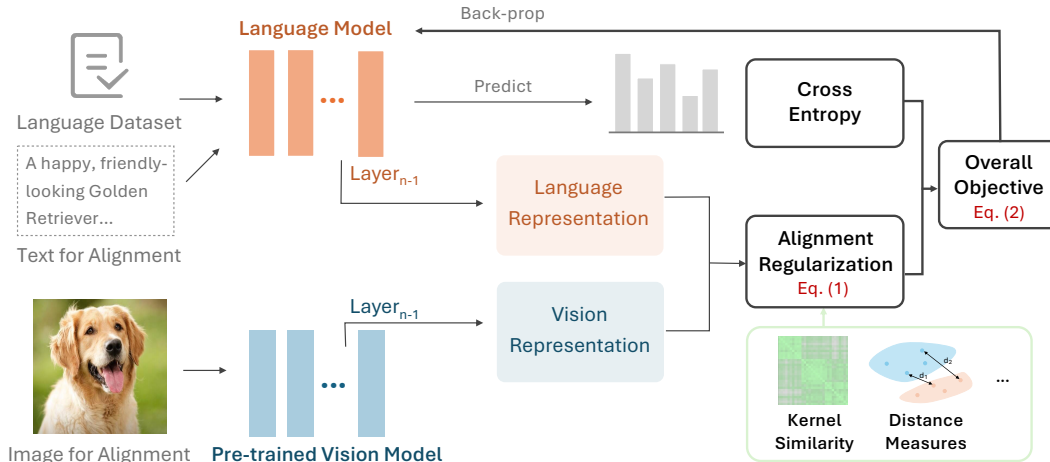 Back-prop
Language Model
Predict
Cross
Entropy
Language Dataset
A happy, friendly-
looking Golden
Retriever...
Text for Alignment
Layer n-1
Language
Representation
Overall
Objective
Eq. (2)
Alignment
Regularization
Eq. (1)
Layer n-1
Vision
Representation
d₂
d₁
...
Kernel
Similarity
Distance
Measures
Image for Alignment
Pre-trained Vision Model